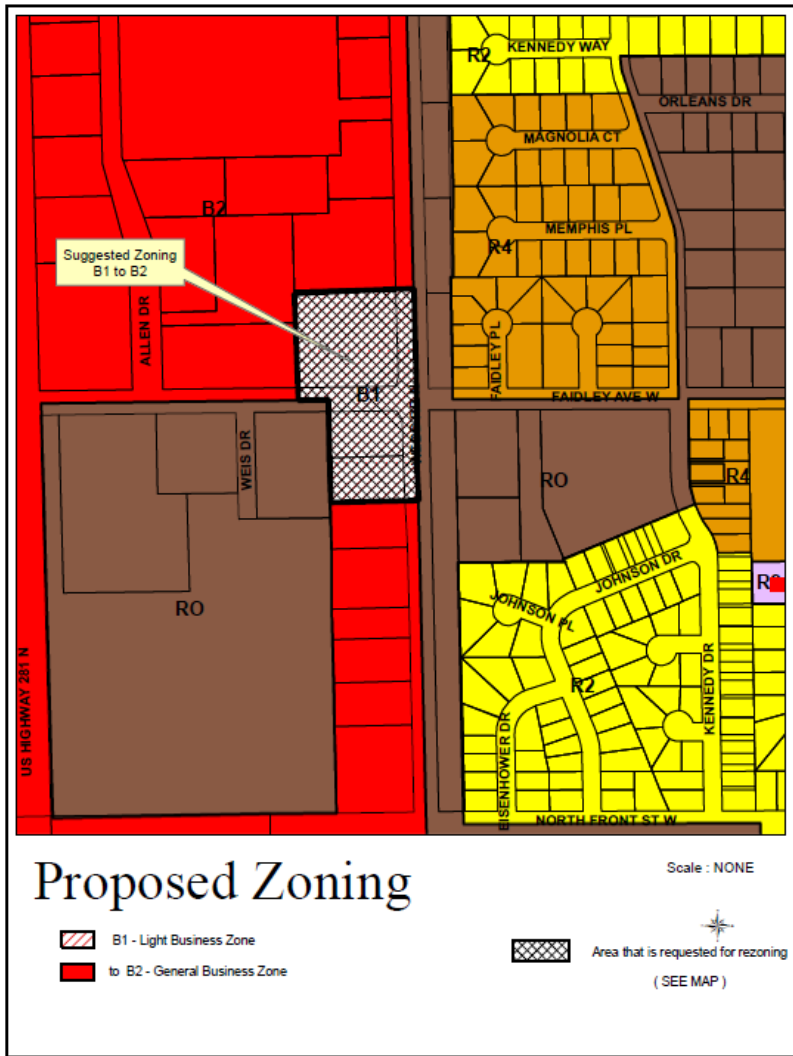 KENNEDY WAY
R2
ORLEANS DR
MAGNOLIA CT
B2
MEMPHIS PL
R4
Suggested Zoning
B1 to B2
ALLEN DR
FAIDLEY PL
B1
FAIDLEY AVE W
WEIS DR
RO
R4
JOHNSON DR
JOHNSON PL
RO
R2
US HIGHWAY 281 N
KENNEDY DR
EISENHOWER DR
NORTH FRONT ST W
Proposed Zoning
Scale : NONE
B1 - Light Business Zone
to B2 - General Business Zone
Area that is requested for rezoning
( SEE MAP )